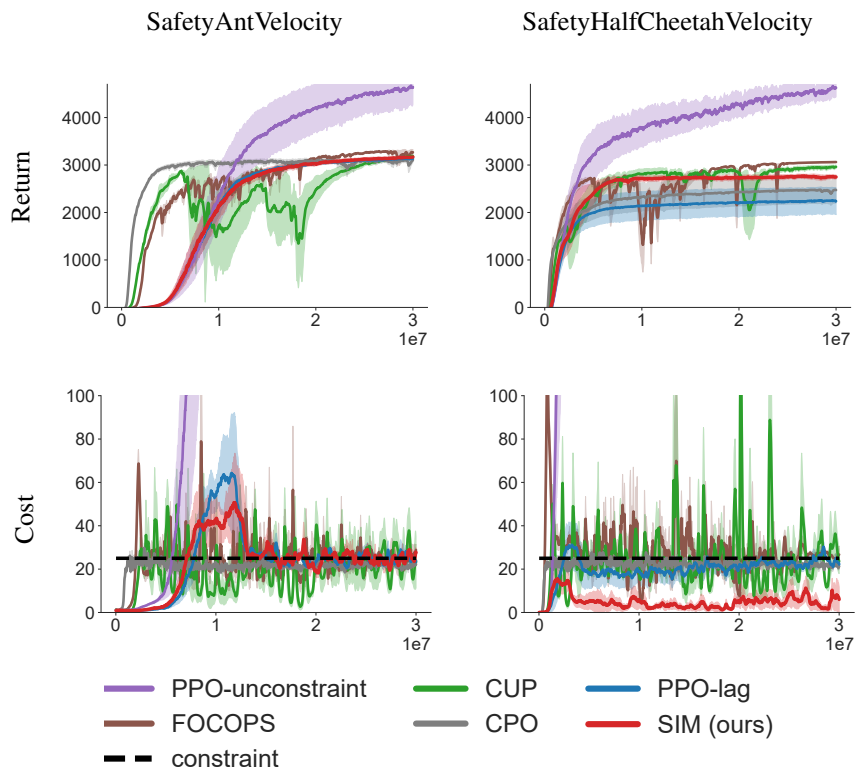 SafetyAntVelocity
SafetyHalfCheetahVelocity
Return
4000
3000
2000
1000
0
0
1
2
3
1e7
4000
3000
2000
1000
0
0
1
2
3
1e7
Cost
100
80
60
40
20
0
0
1
2
3
1e7
100
80
60
40
20
0
0
1
2
3
1e7
PPO-unconstraint
CUP
PPO-lag
FOCOPS
CPO
SIM (ours)
constraint